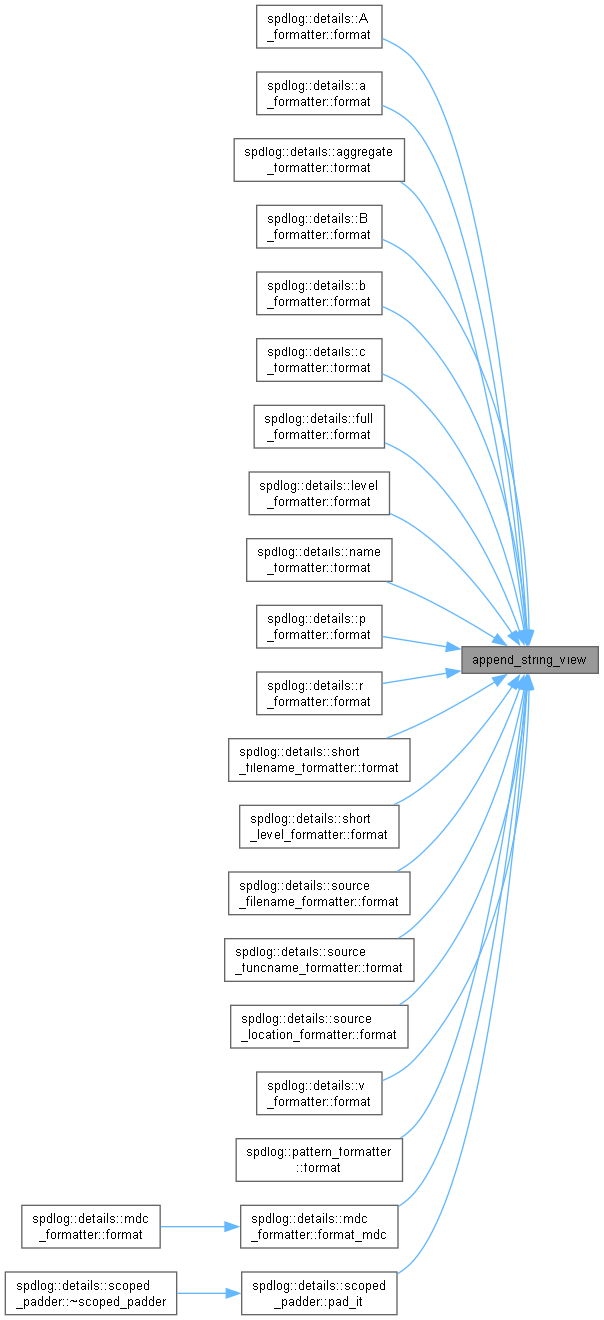 spdlog::details::A
_formatter::format
spdlog::details::a
_formatter::format
spdlog::details::aggregate
_formatter::format
spdlog::details::B
_formatter::format
spdlog::details::b
_formatter::format
spdlog::details::c
_formatter::format
spdlog::details::full
_formatter::format
spdlog::details::level
_formatter::format
spdlog::details::name
_formatter::format
spdlog::details::p
_formatter::format
append_string_view
spdlog::details::r
_formatter::format
spdlog::details::short
_filename_formatter::format
spdlog::details::short
_level_formatter::format
spdlog::details::source
_filename_formatter::format
spdlog::details::source
_funcname_formatter::format
spdlog::details::source
_location_formatter::format
spdlog::details::v
_formatter::format
spdlog::pattern_formatter
::format
spdlog::details::mdc
_formatter::format
spdlog::details::mdc
_formatter::format_mdc
spdlog::details::scoped
_padder::~scoped_padder
spdlog::details::scoped
_padder::pad_it